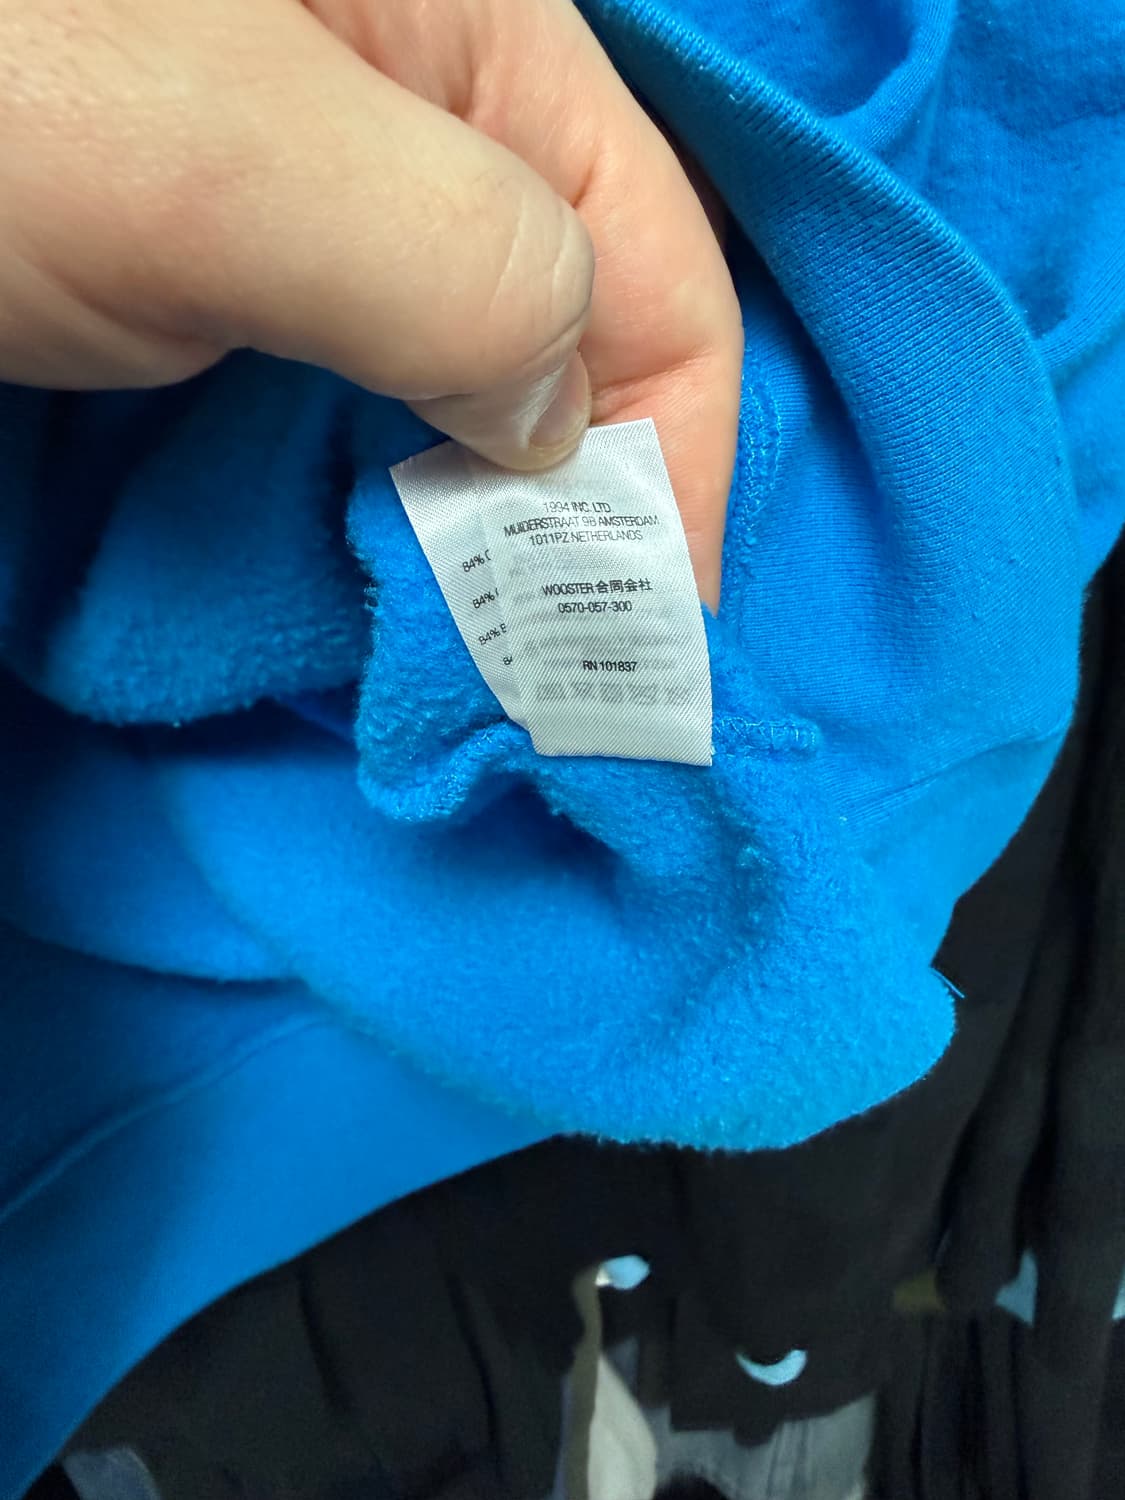 1994 INC. LTD.
MUIDERSTRAAT 9B AMSTERDAM
1011PZ NETHERLANDS
84%
84%
84%
84
WOOSTER 合同会社
0570-057-300
RN 101837